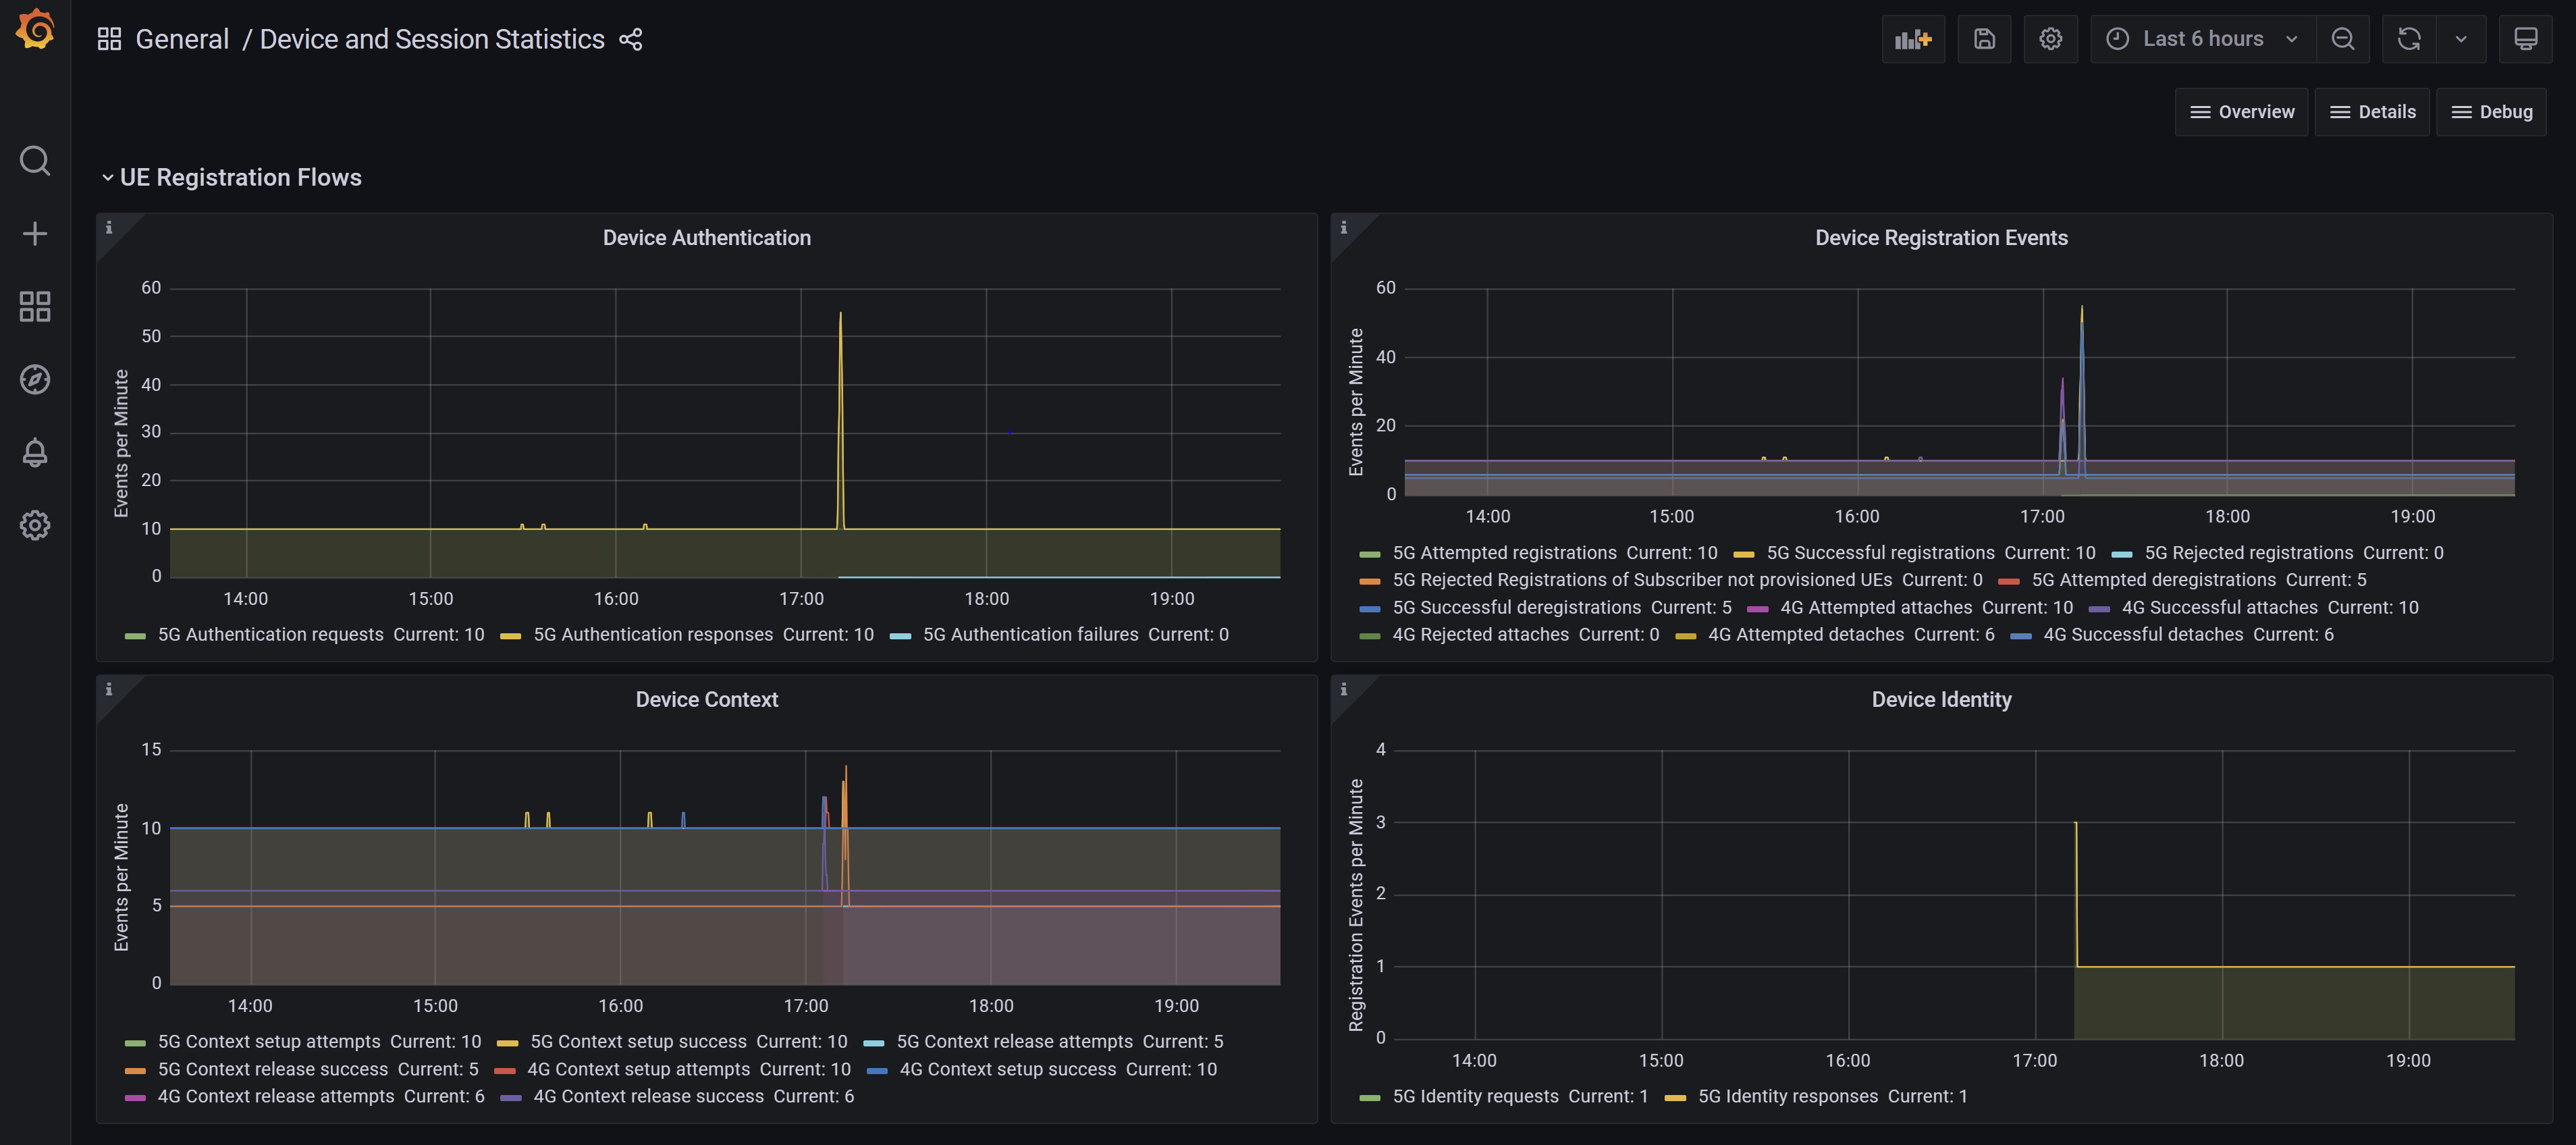 General / Device and Session Statistics
Last 6 hours
Overview
Details
Debug
UE Registration Flows
Device Authentication
Events per Minute
60
50
40
30
20
10
0
14:00 15:00 16:00 17:00 18:00 19:00
5G Authentication requests Current: 10 5G Authentication responses Current: 10 5G Authentication failures Current: 0
Device Registration Events
Events per Minute
60
40
20
0
14:00 15:00 16:00 17:00 18:00 19:00
5G Attempted registrations Current: 10 5G Successful registrations Current: 10 5G Rejected registrations Current: 0
5G Rejected Registrations of Subscriber not provisioned UEs Current: 0 5G Attempted deregistrations Current: 5
5G Successful deregistrations Current: 5 4G Attempted attaches Current: 10 4G Successful attaches Current: 10
4G Rejected attaches Current: 0 4G Attempted detaches Current: 6 4G Successful detaches Current: 6
Device Context
Events per Minute
15
10
5
0
14:00 15:00 16:00 17:00 18:00 19:00
5G Context setup attempts Current: 10 5G Context setup success Current: 10 5G Context release attempts Current: 5
5G Context release success Current: 5 4G Context setup attempts Current: 10 4G Context setup success Current: 10
4G Context release attempts Current: 6 4G Context release success Current: 6
Device Identity
Registration Events per Minute
4
3
2
1
0
14:00 15:00 16:00 17:00 18:00 19:00
5G Identity requests Current: 1 5G Identity responses Current: 1